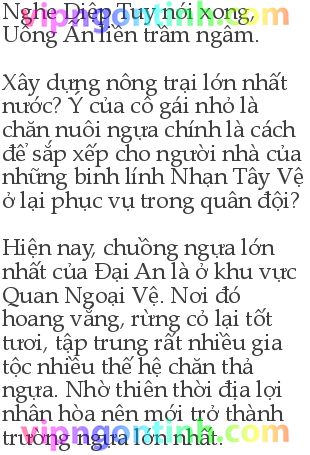 Nghe Diệp Tuy nói xong,
Uông Ấn liền trầm ngâm.
Xây dựng nông trại lớn nhất
nước? Ý của cô gái nhỏ là
chăn nuôi ngựa chính là cách
để sắp xếp cho người nhà của
những binh lính Nhạn Tây Vệ
ở lại phục vụ trong quân đội?
Hiện nay, chuồng ngựa lớn
nhất của Đại An là ở khu vực
Quan Ngoại Vệ. Nơi đó
hoang vắng, rừng cỏ lại tốt
tươi, tập trung rất nhiều gia
tộc nhiều thế hệ chăn thả
ngựa. Nhờ thiên thời địa lợi
nhân hòa nên mới trở thành
trường ngựa lớn nhất.
vipngontinh.com
vipngontinh.com